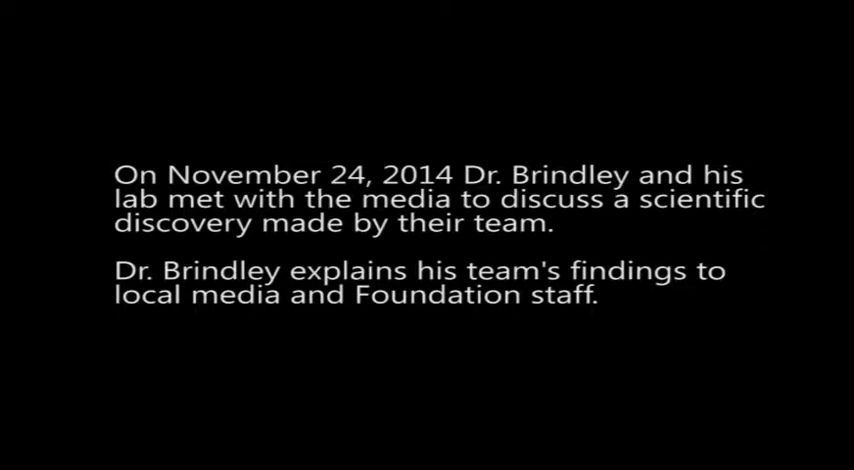 On November 24, 2014 Dr. Brindley and his
lab met with the media to discuss a scientific
discovery made by their team.
Dr. Brindley explains his team's findings to
local media and Foundation staff.